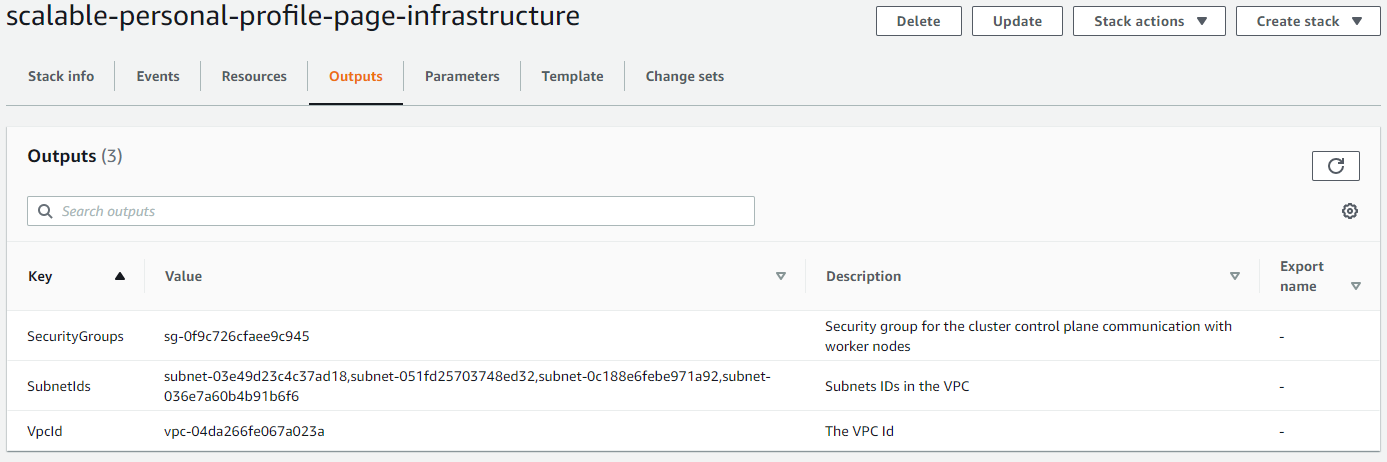 scalable-personal-profile-page-infrastructure
Delete
Update
Stack actions
Create stack
Stack info
Events
Resources
Outputs
Parameters
Template
Change sets
Outputs (3)
Search outputs
Key
Value
Description
Export
name
SecurityGroups
sg-0f9c726cfaee9c945
Security group for the cluster control plane communication with
worker nodes
-
SubnetIds
subnet-03e49d23c4c37ad18,subnet-051fd25703748ed32,subnet-0c188e6febe971a92,subnet-
036e7a60b4b91b6f6
Subnets IDs in the VPC
-
VpcId
vpc-04da266fe067a023a
The VPC Id
-